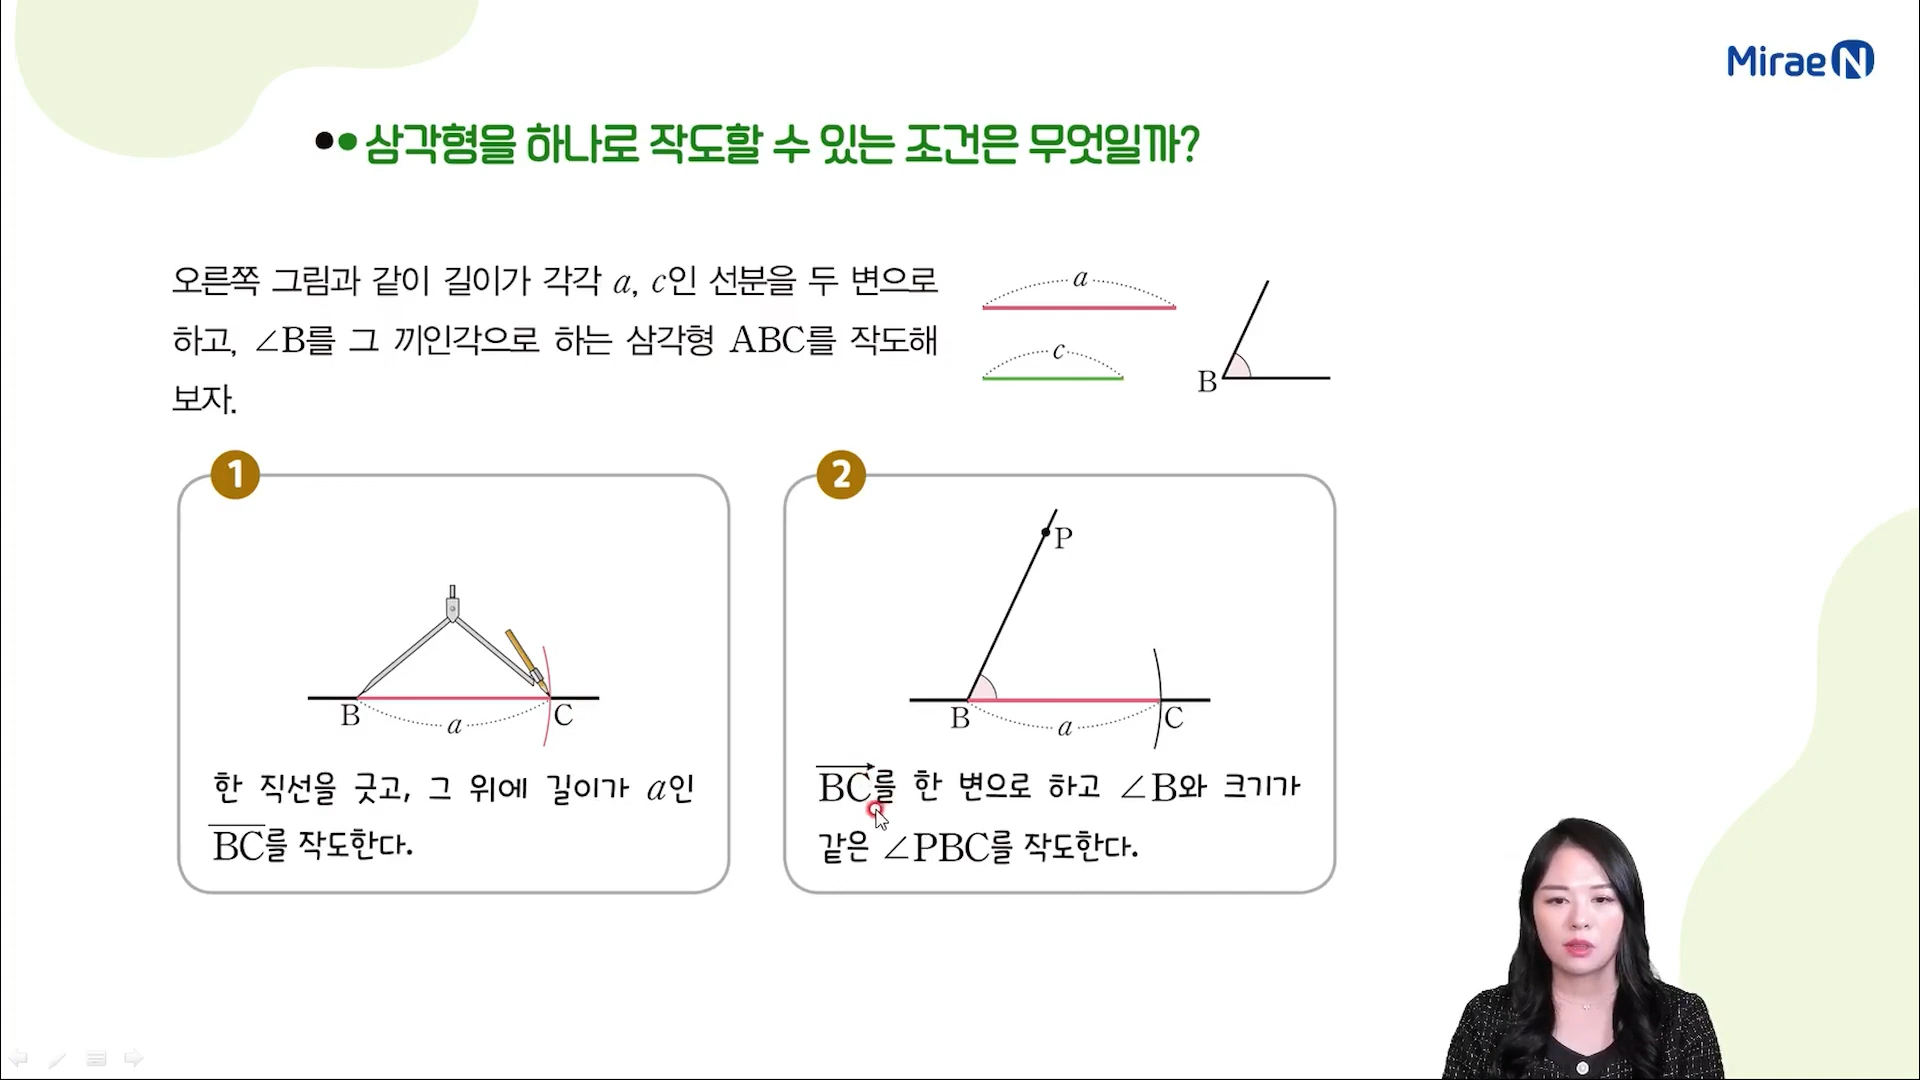 Mirae N
삼각형을 하나로 작도할 수 있는 조건은 무엇일까?
오른쪽 그림과 같이 길이가 각각 a, c인 선분을 두 변으로
하고, ∠B를 그 끼인각으로 하는 삼각형 ABC를 작도해
보자.
a
c
B
1
B
a
C
한 직선을 긋고, 그 위에 길이가 a인
BC를 작도한다.
2
P
B
a
C
BC를 한 변으로 하고 ∠B와 크기가
같은 ∠PBC를 작도한다.